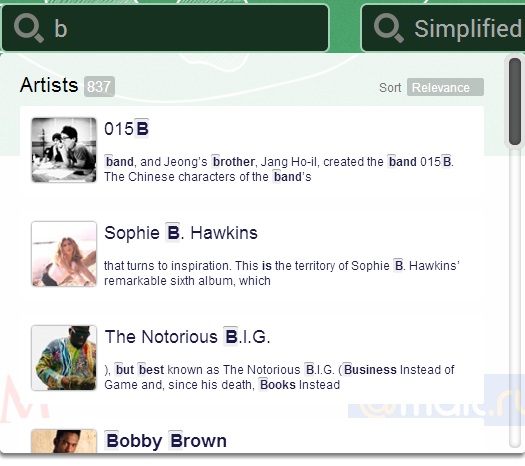 b
Simplified
Artists 837
Sort Relevance
015B
band, and Jeong's brother, Jang Ho-il, created the band 015B.
The Chinese characters of the band's
Sophie B. Hawkins
that turns to inspiration. This is the territory of Sophie B. Hawkins'
remarkable sixth album, which
The Notorious B.I.G.
), but best known as The Notorious B.I.G. (Business Instead of
Game and, since his death, Books Instead
M
@mail.ru
Bobby Brown